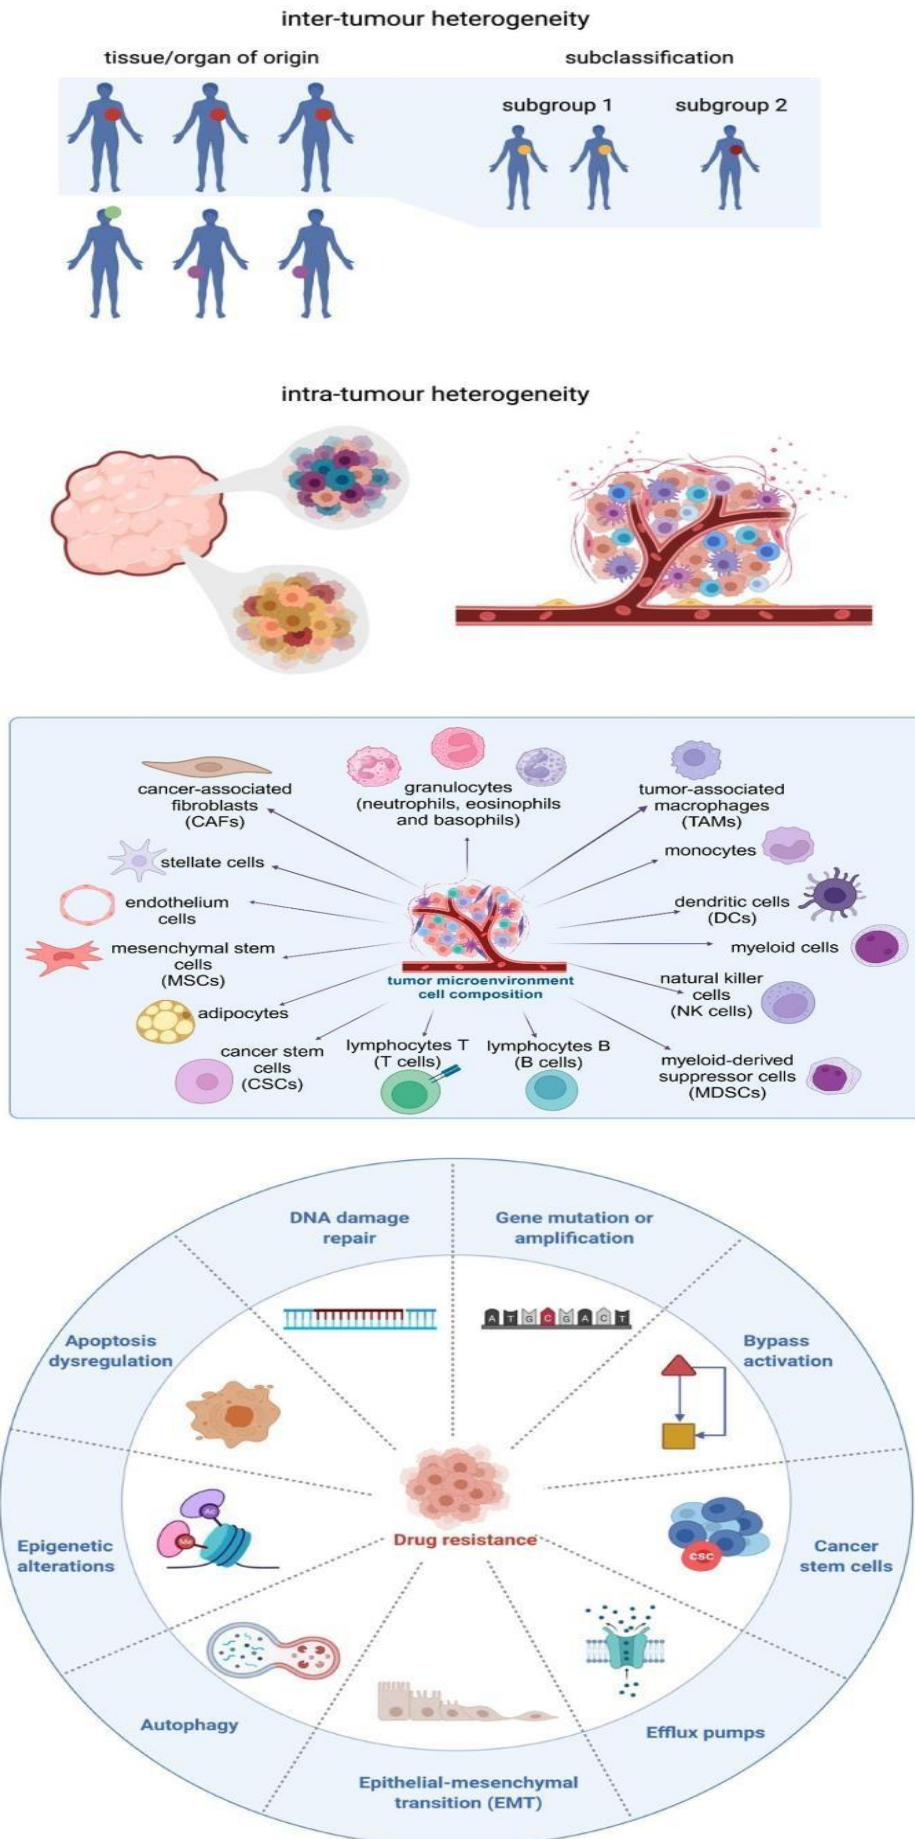 inter-tumour heterogeneity
tissue/organ of origin
subclassification
subgroup 1
subgroup 2
intra-tumour heterogeneity
cancer-associated
fibroblasts
(CAFs)
granulocytes
(neutrophils, eosinophils
and basophils)
tumor-associated
macrophages
(TAMs)
stellate cells
monocytes
endothelium
cells
dendritic cells
(DCs)
mesenchymal stem
cells
(MSCs)
myeloid cells
tumor microenvironment
cell composition
natural killer
cells
(NK cells)
adipocytes
cancer stem
cells
(CSCs)
lymphocytes T
(T cells)
lymphocytes B
(B cells)
myeloid-derived
suppressor cells
(MDSCs)
DNA damage
repair
Gene mutation or
amplification
A T G C G A C T
Apoptosis
dysregulation
Bypass
activation
Drug resistance
Epigenetic
alterations
Ac
Me
Cancer
stem cells
CSC
Autophagy
Efflux pumps
Epithelial-mesenchymal
transition (EMT)